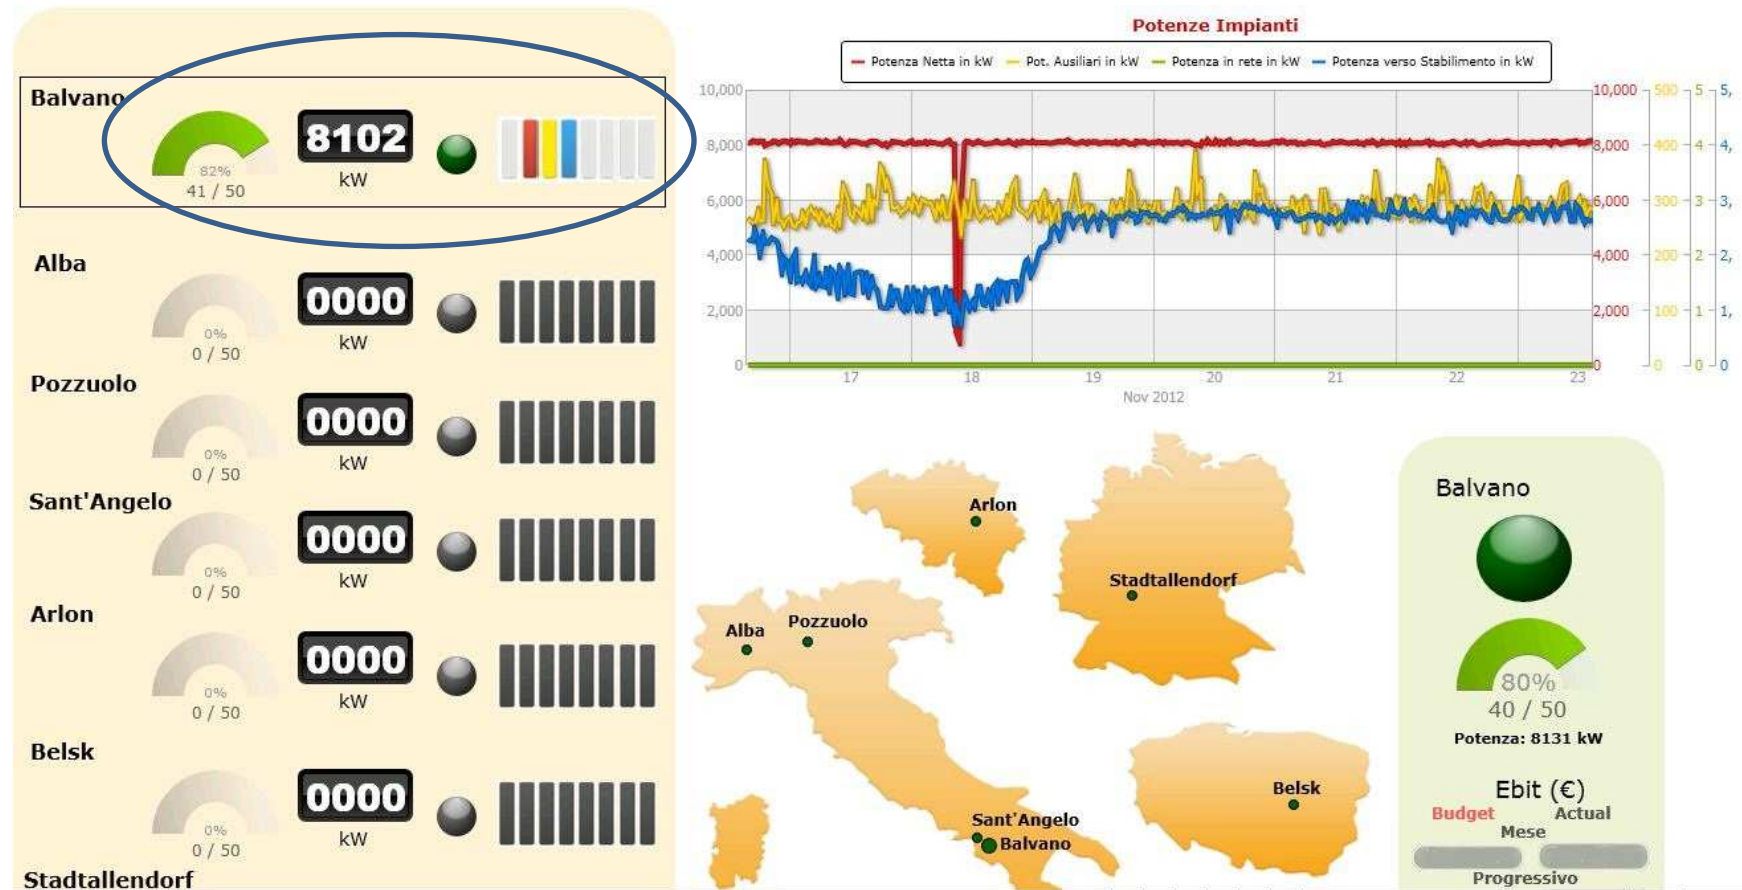 Balvano
82%
41 / 50
8102
kW
Alba
0%
0 / 50
0000
kW
Pozzuolo
0%
0 / 50
0000
kW
Sant'Angelo
0%
0 / 50
0000
kW
Arlon
0%
0 / 50
0000
kW
Belsk
0%
0 / 50
0000
kW
Stadtallendorf
Potenze Impianti
Potenza Netta in kW Pot. Ausiliari in kW Potenza in rete in kW Potenza verso Stabilimento in kW
10,000 10,000 500 5 5,
8,000 8,000 400 4 4,
6,000 6,000 300 3 3,
4,000 4,000 200 2 2,
2,000 2,000 100 1 1,
0 0 0 0 0
17 18 19 20 21 22 23
Nov 2012
Arlon
Stadtallendorf
Alba
Pozzuolo
Belsk
Sant'Angelo
Balvano
Balvano
80%
40 / 50
Potenza: 8131 kW
Ebit (€)
Budget Actual
Mese
Progressivo